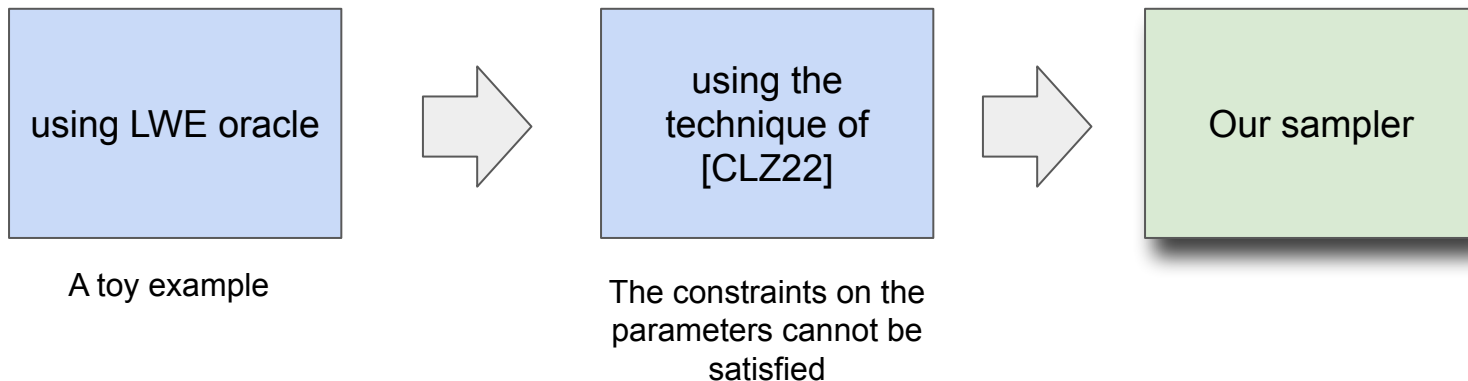 using LWE oracle
using the
technique of
[CLZ22]
Our sampler
A toy example
The constraints on the
parameters cannot be
satisfied